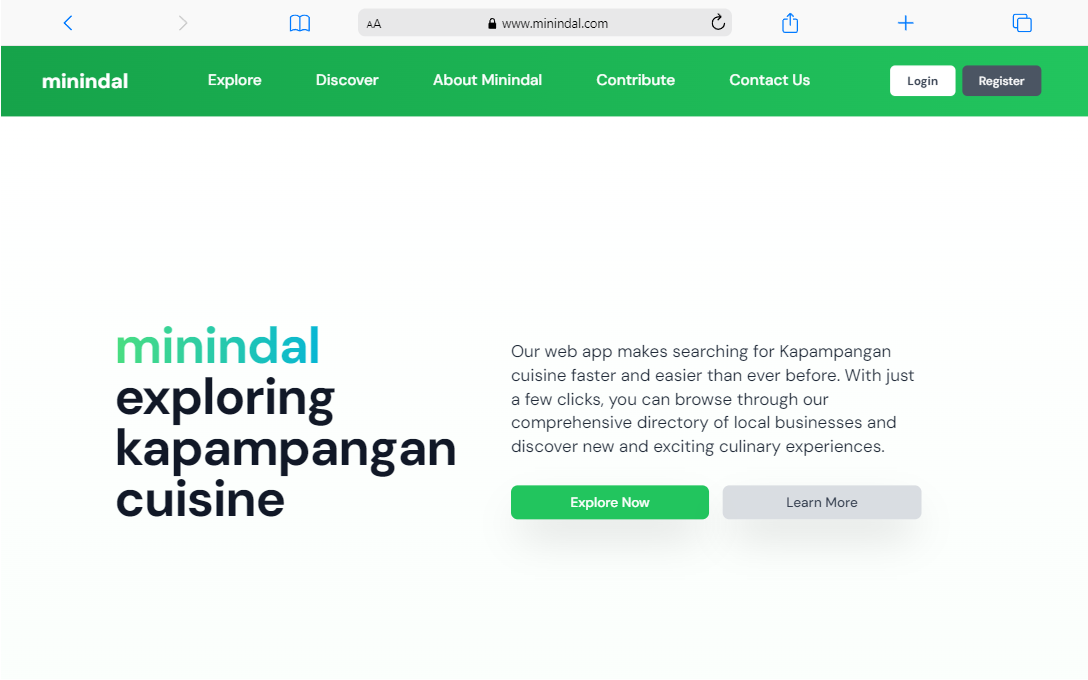 AA www.minindal.com
minindal Explore Discover About Minindal Contribute Contact Us Login Register
minindal
exploring
kapampangan
cuisine
Our web app makes searching for Kapampangan
cuisine faster and easier than ever before. With just
a few clicks, you can browse through our
comprehensive directory of local businesses and
discover new and exciting culinary experiences.
Explore Now Learn More